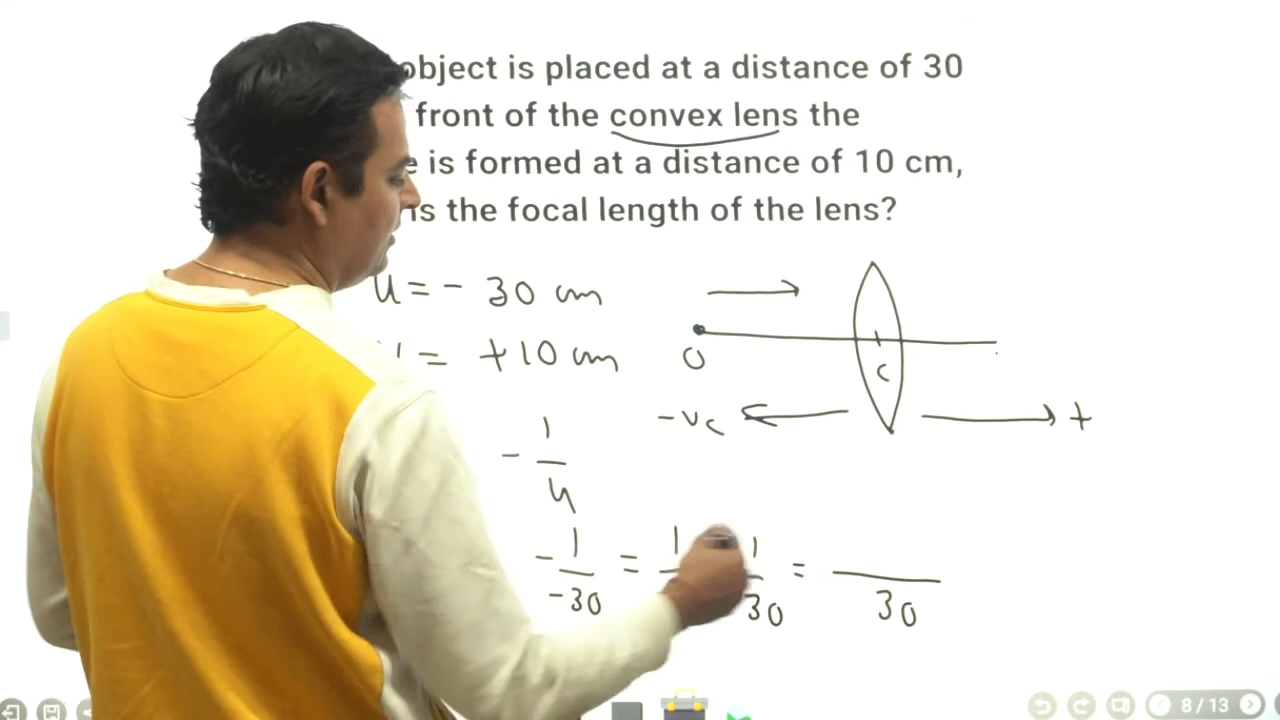 object is placed at a distance of 30
front of the convex lens the
is formed at a distance of 10 cm,
the focal length of the lens?
u = - 30 cm
= +10 cm
O
C
-ve
+
- 1/u
- 1/-30 = 1 1/30 = /30
8 / 13